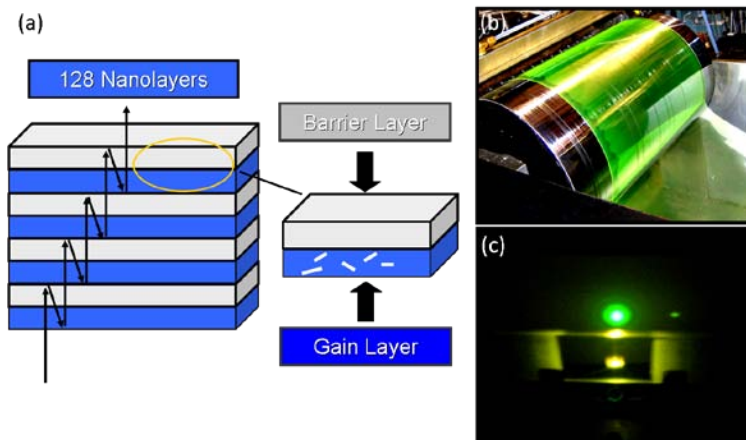 (a)
128 Nanolayers
Barrier Layer
Gain Layer
(b)
(c)